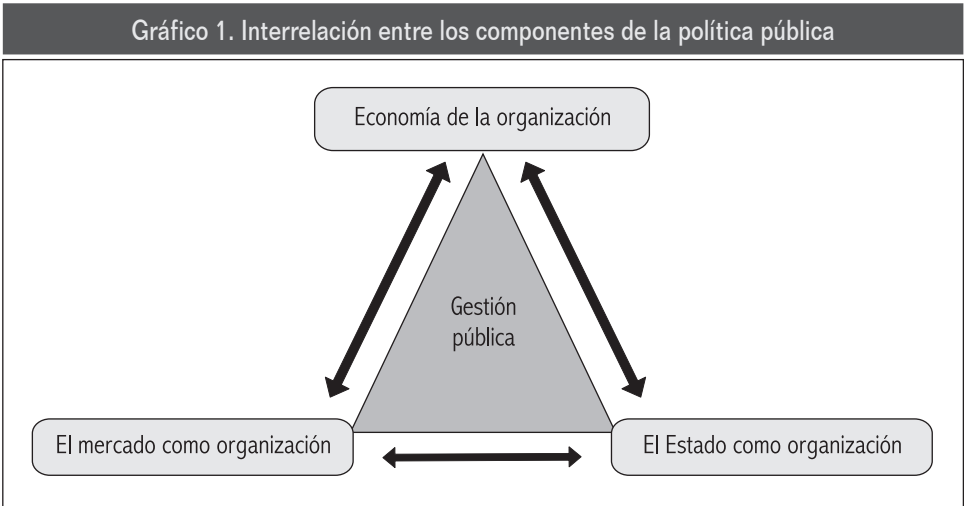 Gráfico 1. Interrelación entre los componentes de la política pública
Economía de la organización
Gestión
pública
El mercado como organización
El Estado como organización